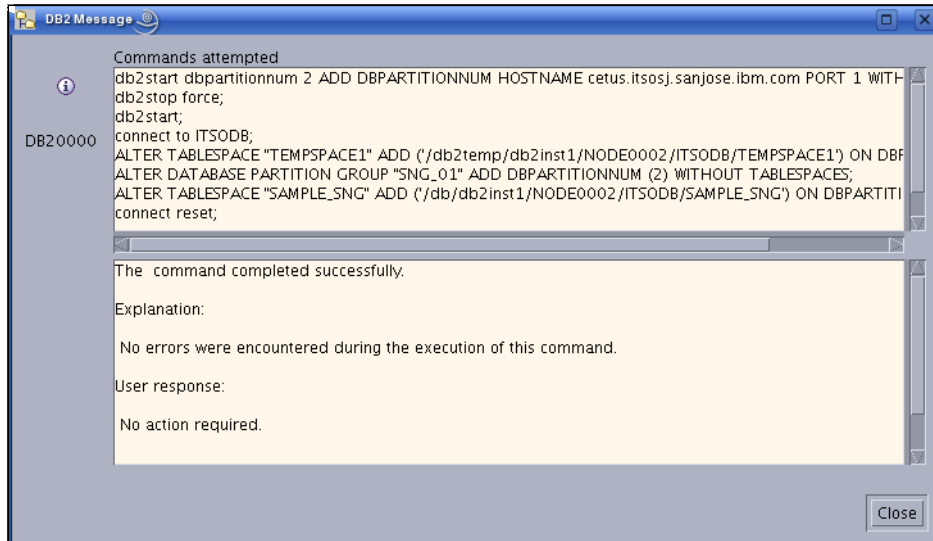 DB2 Message
Commands attempted
db2start dbpartitionnum 2 ADD DBPARTITIONNUM HOSTNAME cetus.itsosj.sanjose.ibm.com PORT 1 WITH
db2stop force;
db2start;
DB20000
connect to ITSODB;
ALTER TABLESPACE "TEMPSPACE1" ADD ('/db2temp/db2inst1/NODE0002/ITSODB/TEMPSPACE1') ON DBP
ALTER DATABASE PARTITION GROUP "SNG_01" ADD DBPARTITIONNUM (2) WITHOUT TABLESPACES;
ALTER TABLESPACE "SAMPLE_SNG" ADD ('/db/db2inst1/NODE0002/ITSODB/SAMPLE_SNG') ON DBPARTITI
connect reset;
The command completed successfully.
Explanation:
No errors were encountered during the execution of this command.
User response:
No action required.
Close